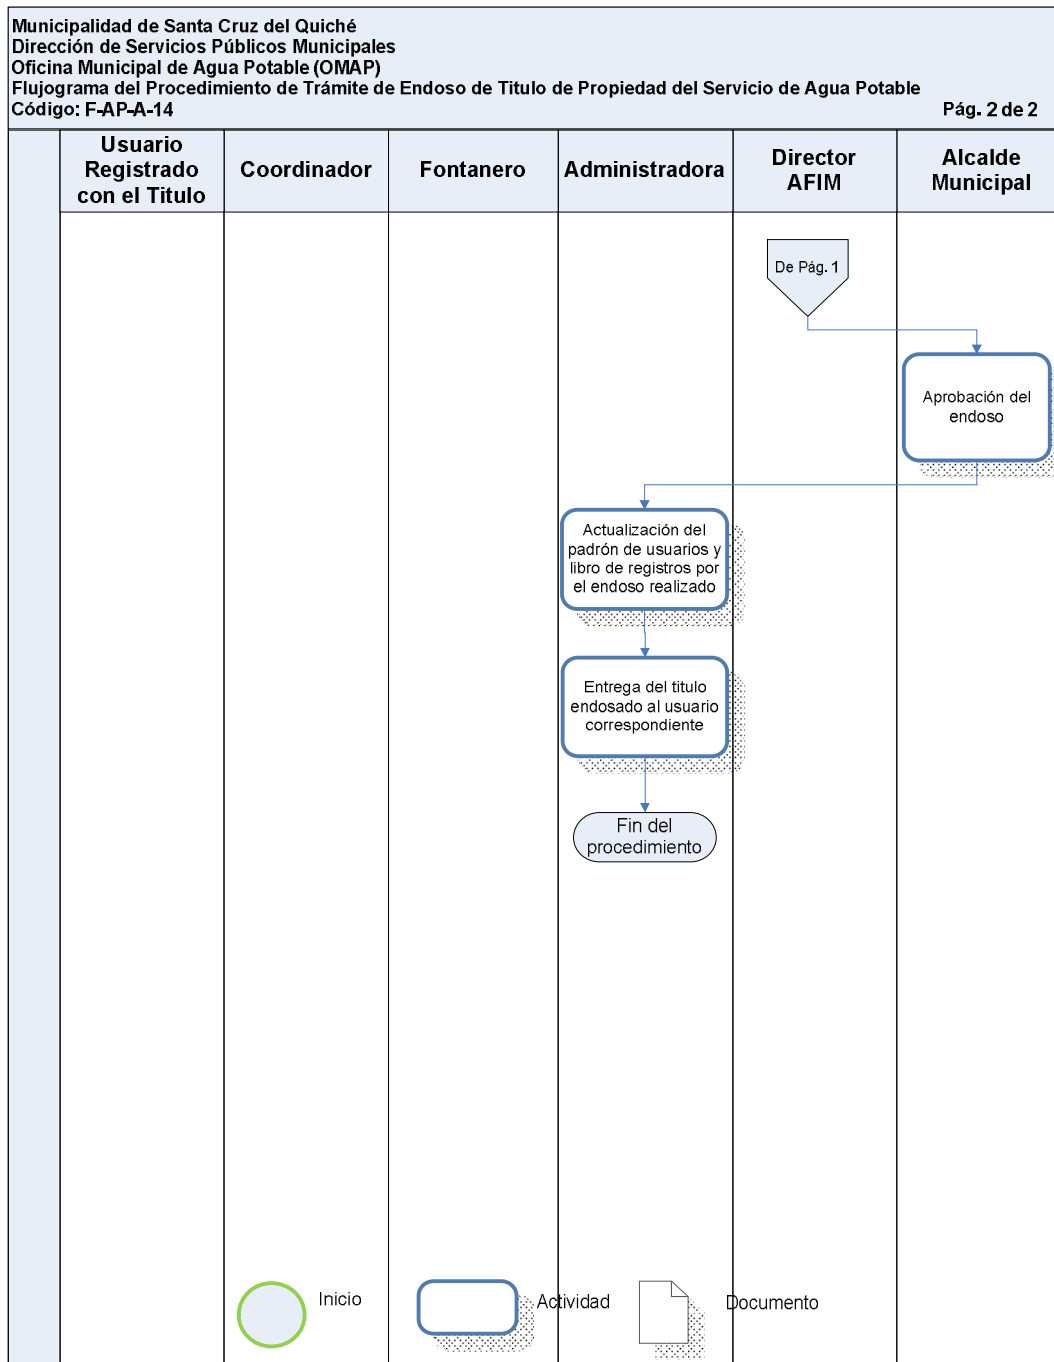 Municipalidad de Santa Cruz del Quiché
Dirección de Servicios Públicos Municipales
Oficina Municipal de Agua Potable (OMAP)
Flujograma del Procedimiento de Trámite de Endoso de Titulo de Propiedad del Servicio de Agua Potable
Código: F-AP-A-14
Pág. 2 de 2
Usuario
Registrado
con el Titulo
Coordinador
Fontanero
Administradora
Director
AFIM
Alcalde
Municipal
De Pág. 1
Aprobación del
endoso
Actualización del
padrón de usuarios y
libro de registros por
el endoso realizado
Entrega del titulo
endosado al usuario
correspondiente
Fin del
procedimiento
Inicio
Actividad
Documento